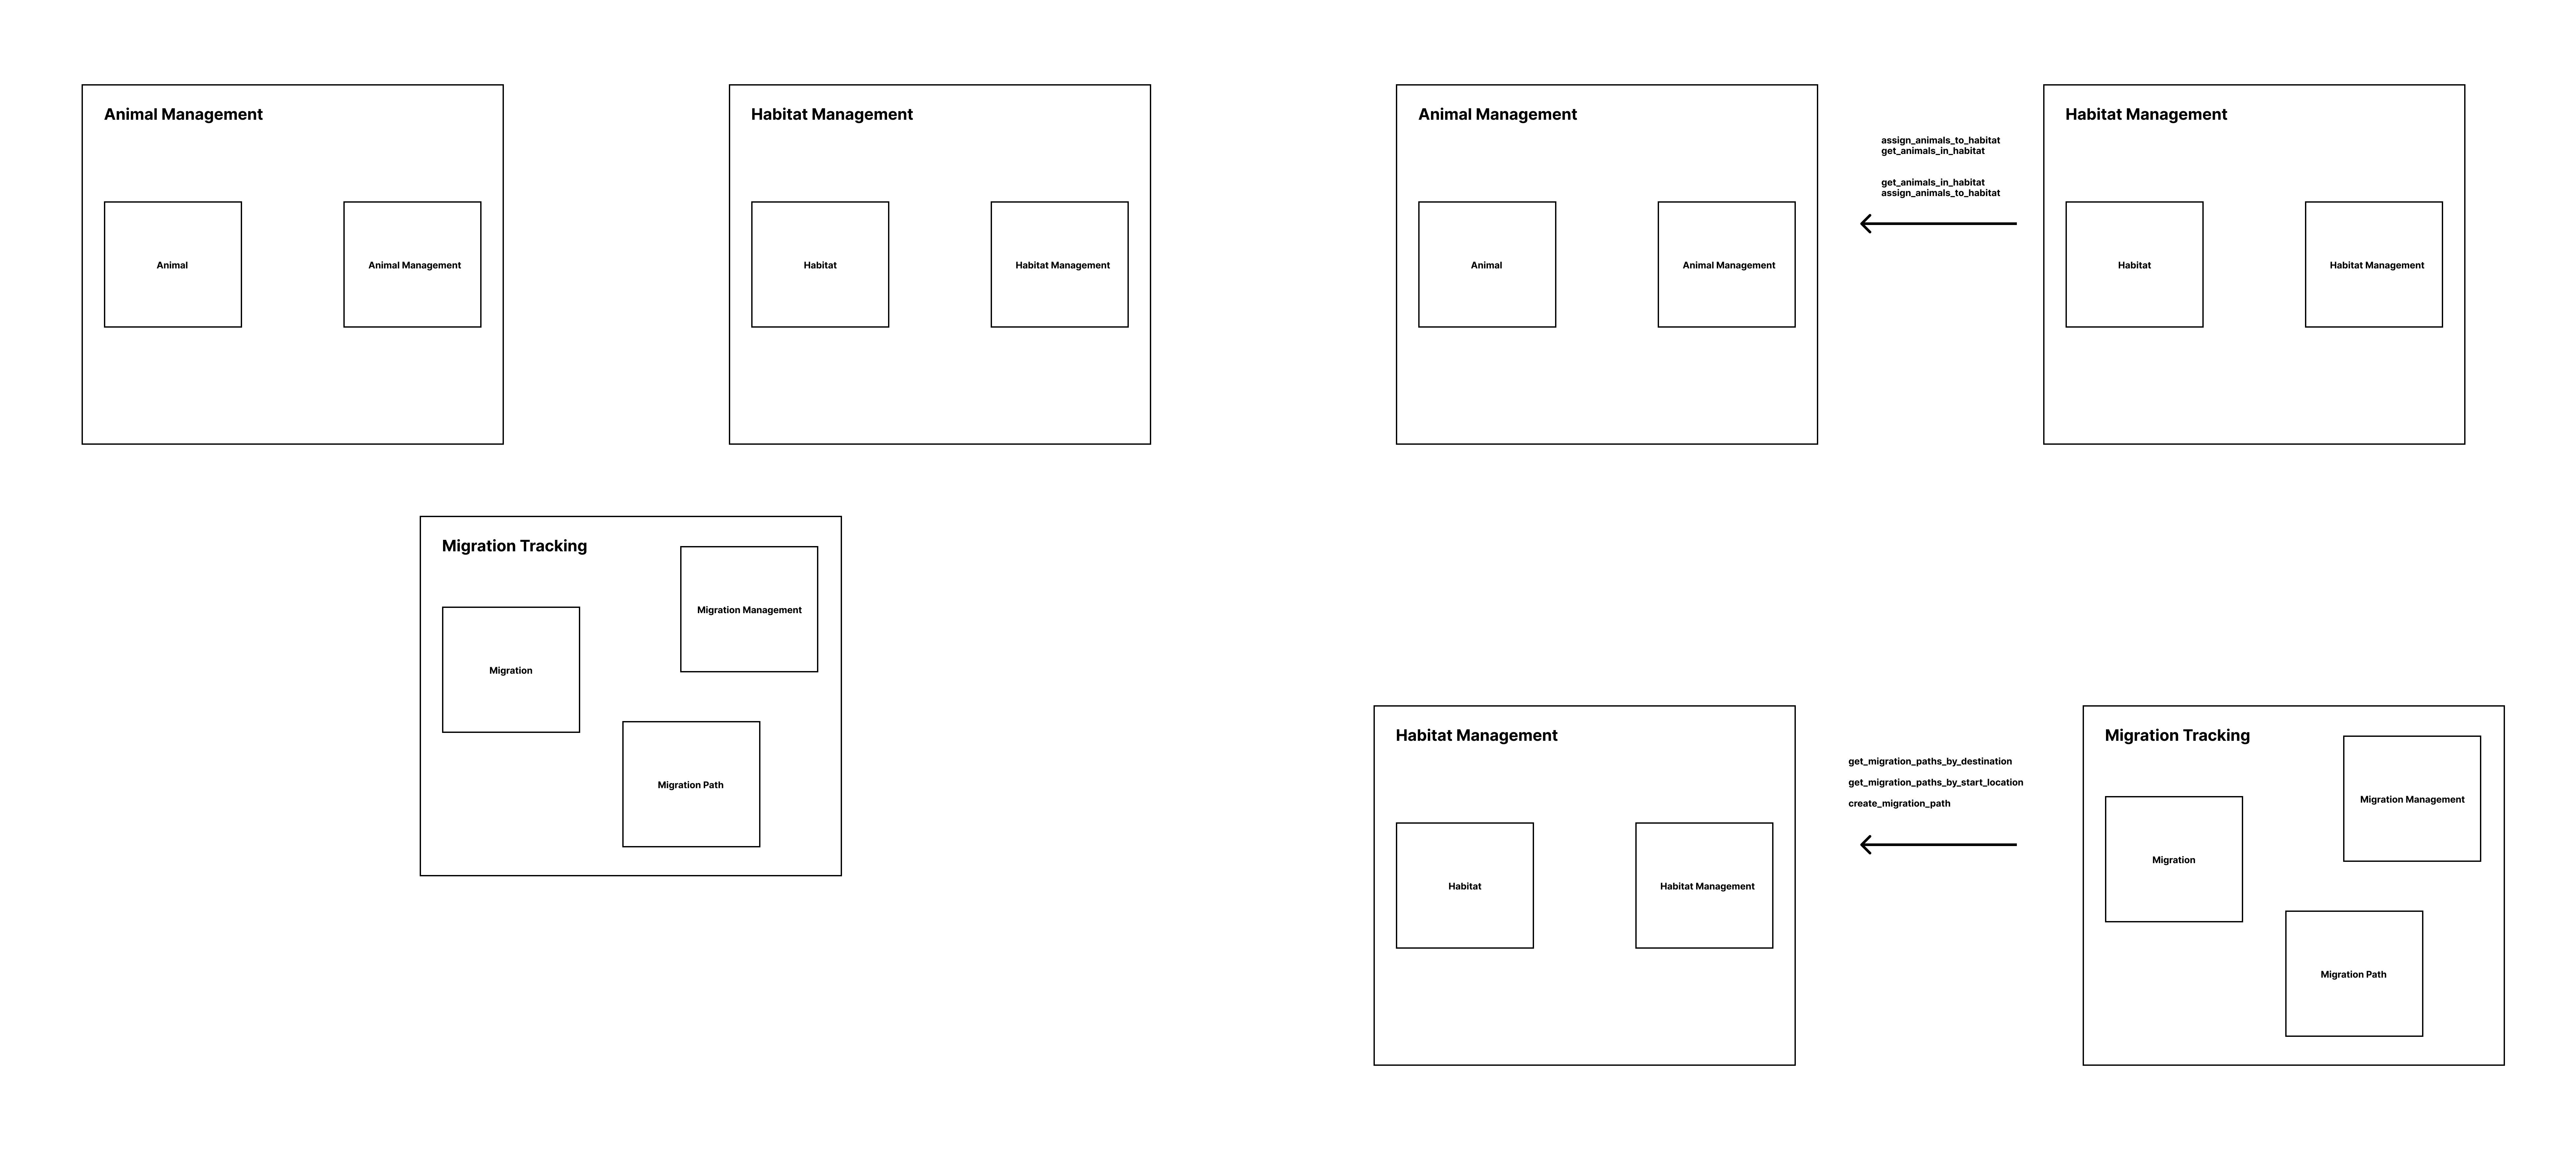 Animal Management
Animal
Animal Management
Habitat Management
Habitat
Habitat Management
Migration Tracking
Migration Management
Migration
Migration Path
Animal Management
Animal
Animal Management
assign_animals_to_habitat
get_animals_in_habitat
get_animals_in_habitat
assign_animals_to_habitat
Habitat Management
Habitat
Habitat Management
Habitat Management
Habitat
Habitat Management
get_migration_paths_by_destination
get_migration_paths_by_start_location
create_migration_path
Migration Tracking
Migration Management
Migration
Migration Path